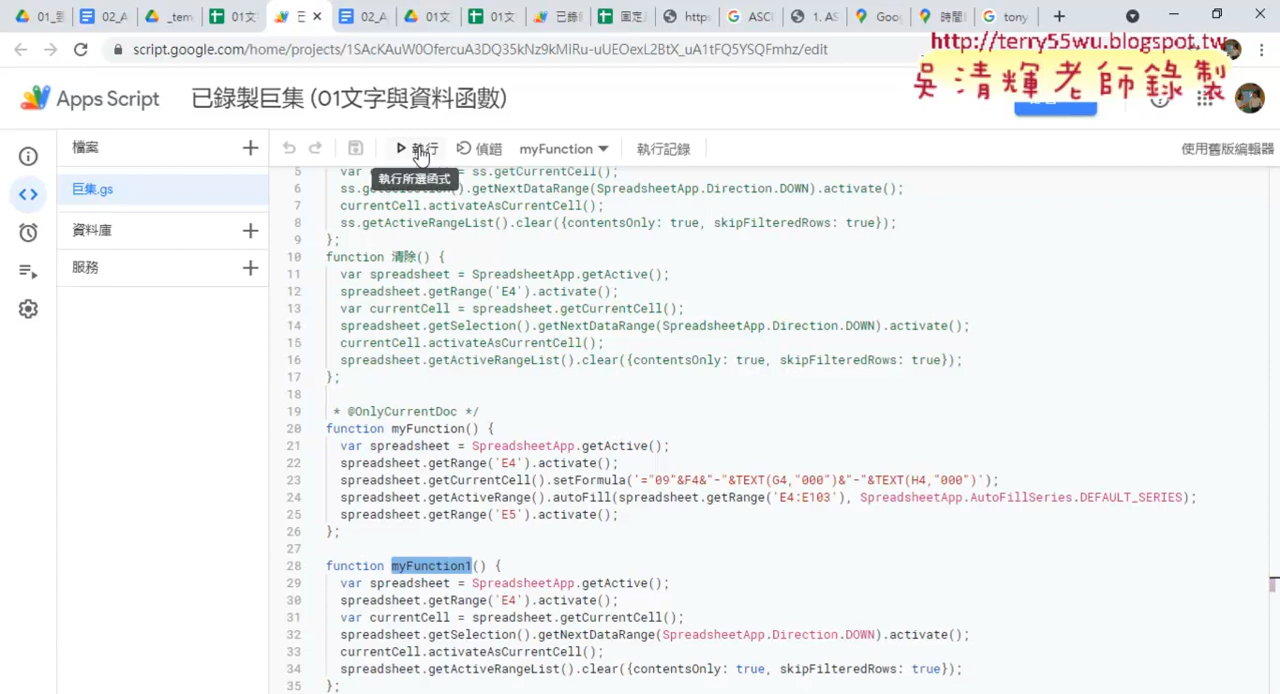 01_雲
02_A
_tem
01文字
已
02_A
01文
01文
已錄
固定
https
ASC
1. AS
Goo
時間
tony
script.google.com/home/projects/1SAcKAuW0OfercuA3DQ35kNz9kMiRu-uUEOexL2BtX_uA1tFQ5YSQFmhz/edit
http://terry55wu.blogspot.tw
吳清輝老師錄製
Apps Script
已錄製巨集 (01文字與資料函數)
檔案
執行
偵錯
myFunction
執行記錄
使用舊版編輯器
執行所選函式
巨集.gs
資料庫
服務
5 var = ss.getCurrentCell();
6 ss.getSelection().getNextDataRange(SpreadsheetApp.Direction.DOWN).activate();
7 currentCell.activateAsCurrentCell();
8 ss.getActiveRangeList().clear({contentsOnly: true, skipFilteredRows: true});
9 };
10 function 清除() {
11 var spreadsheet = SpreadsheetApp.getActive();
12 spreadsheet.getRange('E4').activate();
13 var currentCell = spreadsheet.getCurrentCell();
14 spreadsheet.getSelection().getNextDataRange(SpreadsheetApp.Direction.DOWN).activate();
15 currentCell.activateAsCurrentCell();
16 spreadsheet.getActiveRangeList().clear({contentsOnly: true, skipFilteredRows: true});
17 };
18
19 * @OnlyCurrentDoc */
20 function myFunction() {
21 var spreadsheet = SpreadsheetApp.getActive();
22 spreadsheet.getRange('E4').activate();
23 spreadsheet.getCurrentCell().setFormula('="09"&F4&"-"&TEXT(G4,"000")&"-"&TEXT(H4,"000")');
24 spreadsheet.getActiveRange().autoFill(spreadsheet.getRange('E4:E103'), SpreadsheetApp.AutoFillSeries.DEFAULT_SERIES);
25 spreadsheet.getRange('E5').activate();
26 };
27
28 function myFunction1() {
29 var spreadsheet = SpreadsheetApp.getActive();
30 spreadsheet.getRange('E4').activate();
31 var currentCell = spreadsheet.getCurrentCell();
32 spreadsheet.getSelection().getNextDataRange(SpreadsheetApp.Direction.DOWN).activate();
33 currentCell.activateAsCurrentCell();
34 spreadsheet.getActiveRangeList().clear({contentsOnly: true, skipFilteredRows: true});
35 };